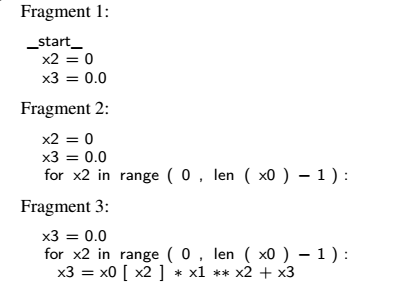 Fragment 1:
_start_
x2 = 0
x3 = 0.0
Fragment 2:
x2 = 0
x3 = 0.0
for x2 in range ( 0 , len ( x0 ) − 1 ) :
Fragment 3:
x3 = 0.0
for x2 in range ( 0 , len ( x0 ) − 1 ) :
x3 = x0 [ x2 ] * x1 ** x2 + x3